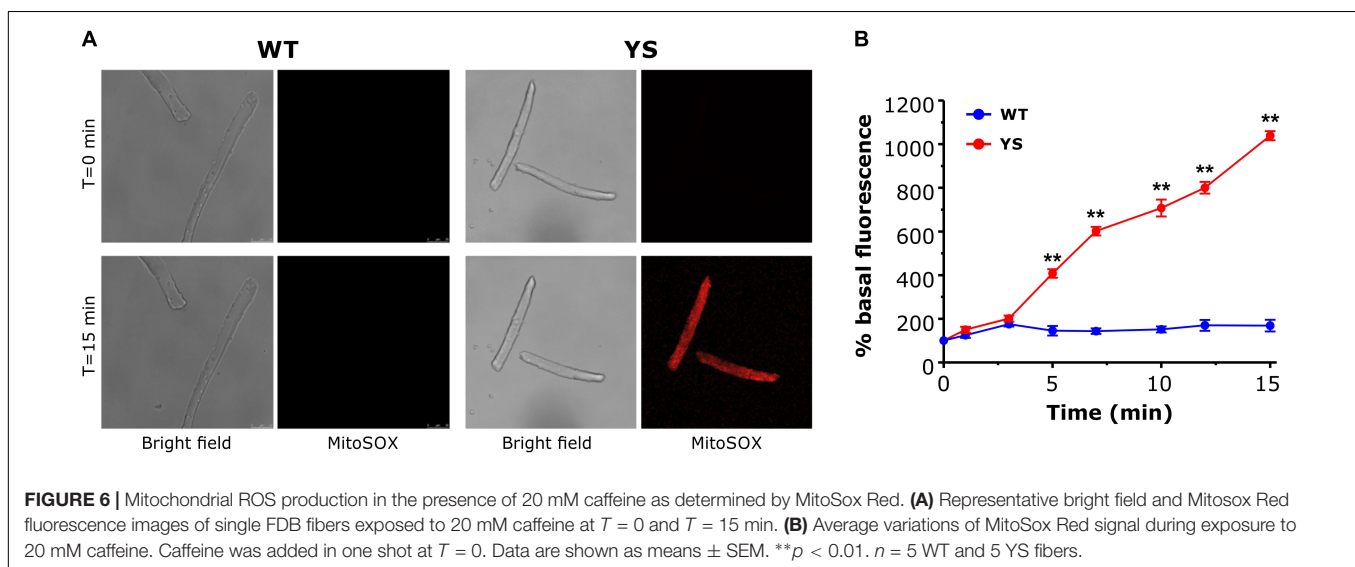 A
WT
YS
B
T=0 min
T=15 min
Bright field
MitoSOX
Bright field
MitoSOX
% basal fluorescence
1200
1000
800
600
400
200
0
WT
YS
**
**
**
**
**
0
5
10
15
Time (min)
FIGURE 6 | Mitochondrial ROS production in the presence of 20 mM caffeine as determined by MitoSox Red. (A) Representative bright field and Mitosox Red
fluorescence images of single FDB fibers exposed to 20 mM caffeine at T = 0 and T = 15 min. (B) Average variations of MitoSox Red signal during exposure to
20 mM caffeine. Caffeine was added in one shot at T = 0. Data are shown as means ± SEM. **p < 0.01. n = 5 WT and 5 YS fibers.